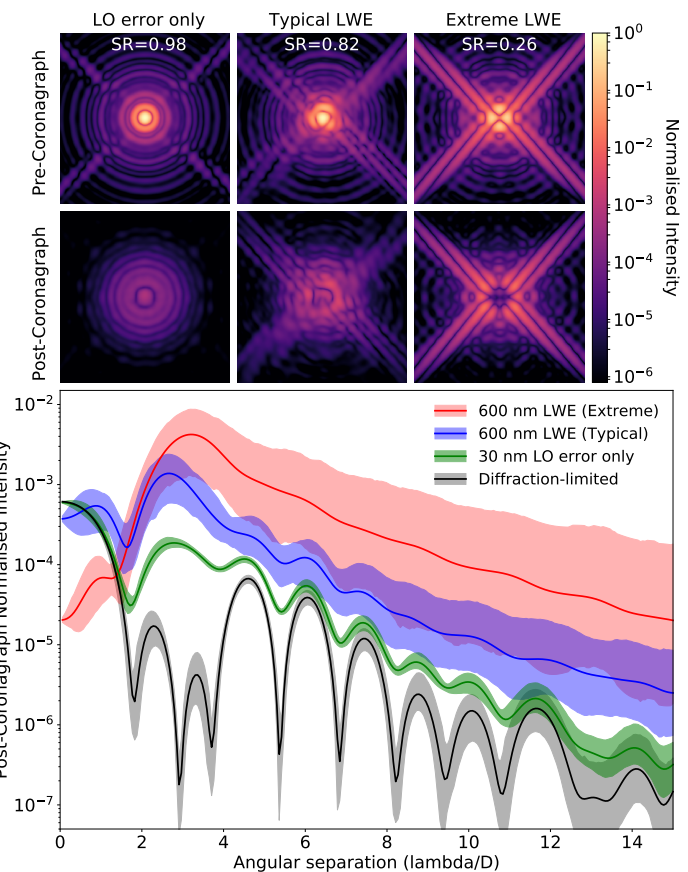 LO error only Typical LWE Extreme LWE
SR=0.98 SR=0.82 SR=0.26
Pre-Coronagraph
Post-Coronagraph
10⁰
10⁻¹
10⁻²
10⁻³
10⁻⁴
10⁻⁵
10⁻⁶
Normalised Intensity
10⁻²
10⁻³
10⁻⁴
10⁻⁵
10⁻⁶
10⁻⁷
Post-Coronagraph Normalised Intensity
600 nm LWE (Extreme)
600 nm LWE (Typical)
30 nm LO error only
Diffraction-limited
0 2 4 6 8 10 12 14
Angular separation (lambda/D)